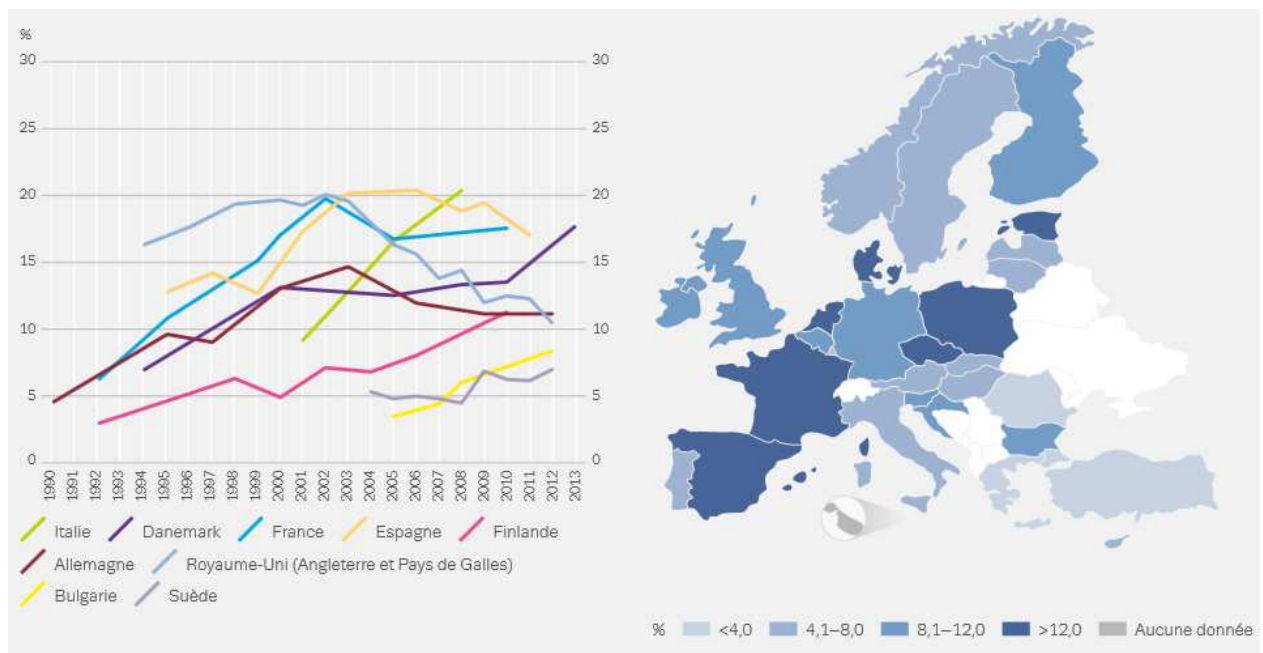 %
30 30
25 25
20 20
15 15
10 10
5 5
0 0
1990 1991 1992 1993 1994 1995 1996 1997 1998 1999 2000 2001 2002 2003 2004 2005 2006 2007 2008 2009 2010 2011 2012 2013
Italie Danemark France Espagne Finlande
Allemagne Royaume-Uni (Angleterre et Pays de Galles)
Bulgarie Suède
% <4,0 4,1–8,0 8,1–12,0 >12,0 Aucune donnée